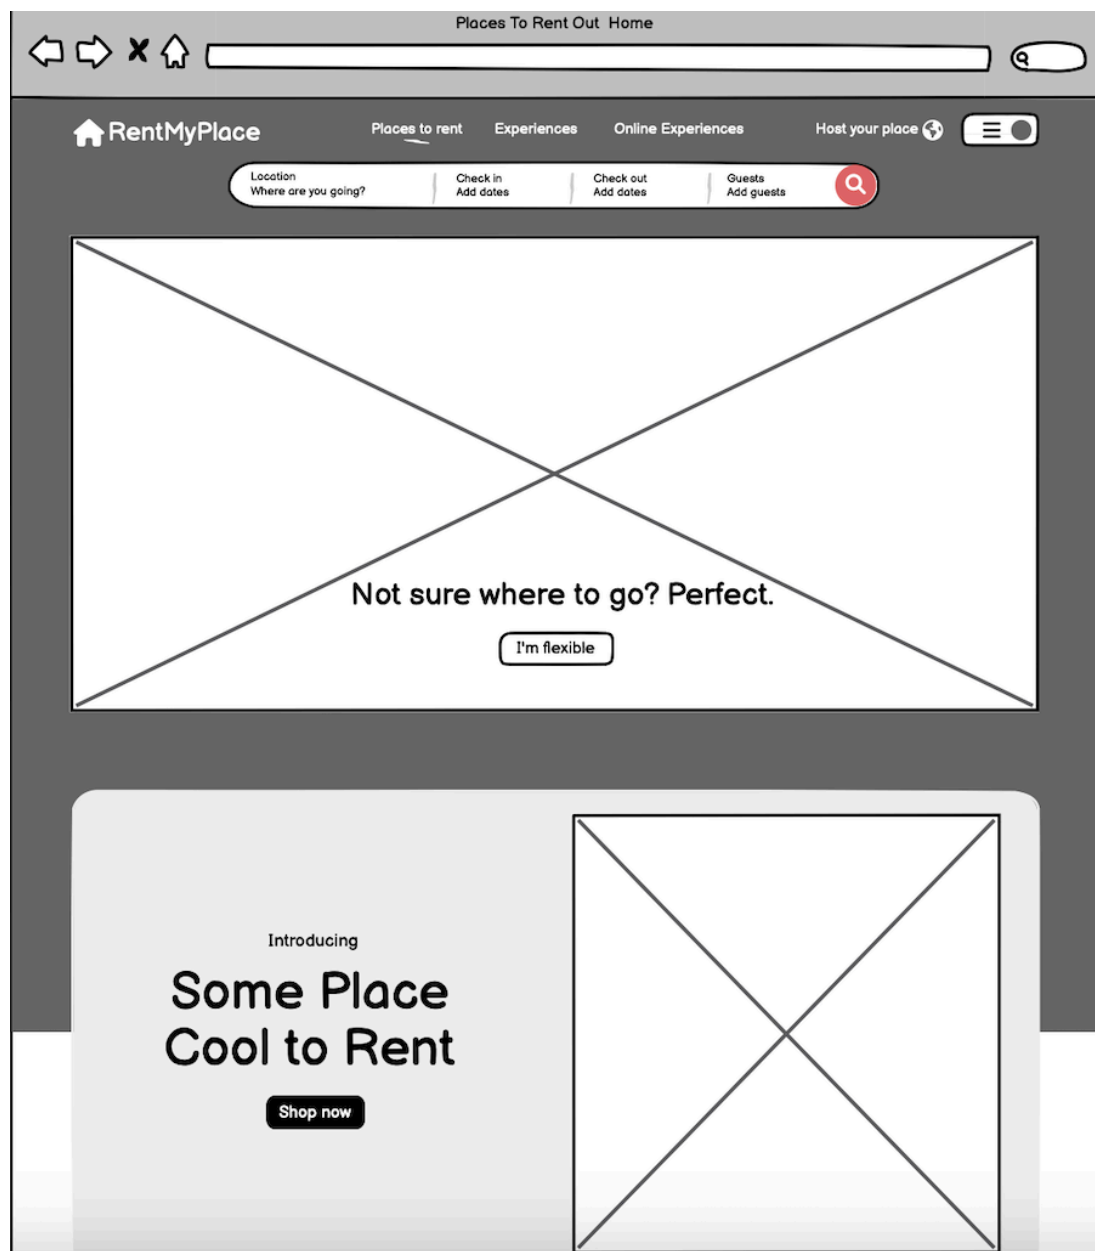 Places To Rent Out Home
RentMyPlace
Places to rent
Experiences
Online Experiences
Host your place
Location
Where are you going?
Check in
Add dates
Check out
Add dates
Guests
Add guests
Not sure where to go? Perfect.
I'm flexible
Introducing
Some Place
Cool to Rent
Shop now